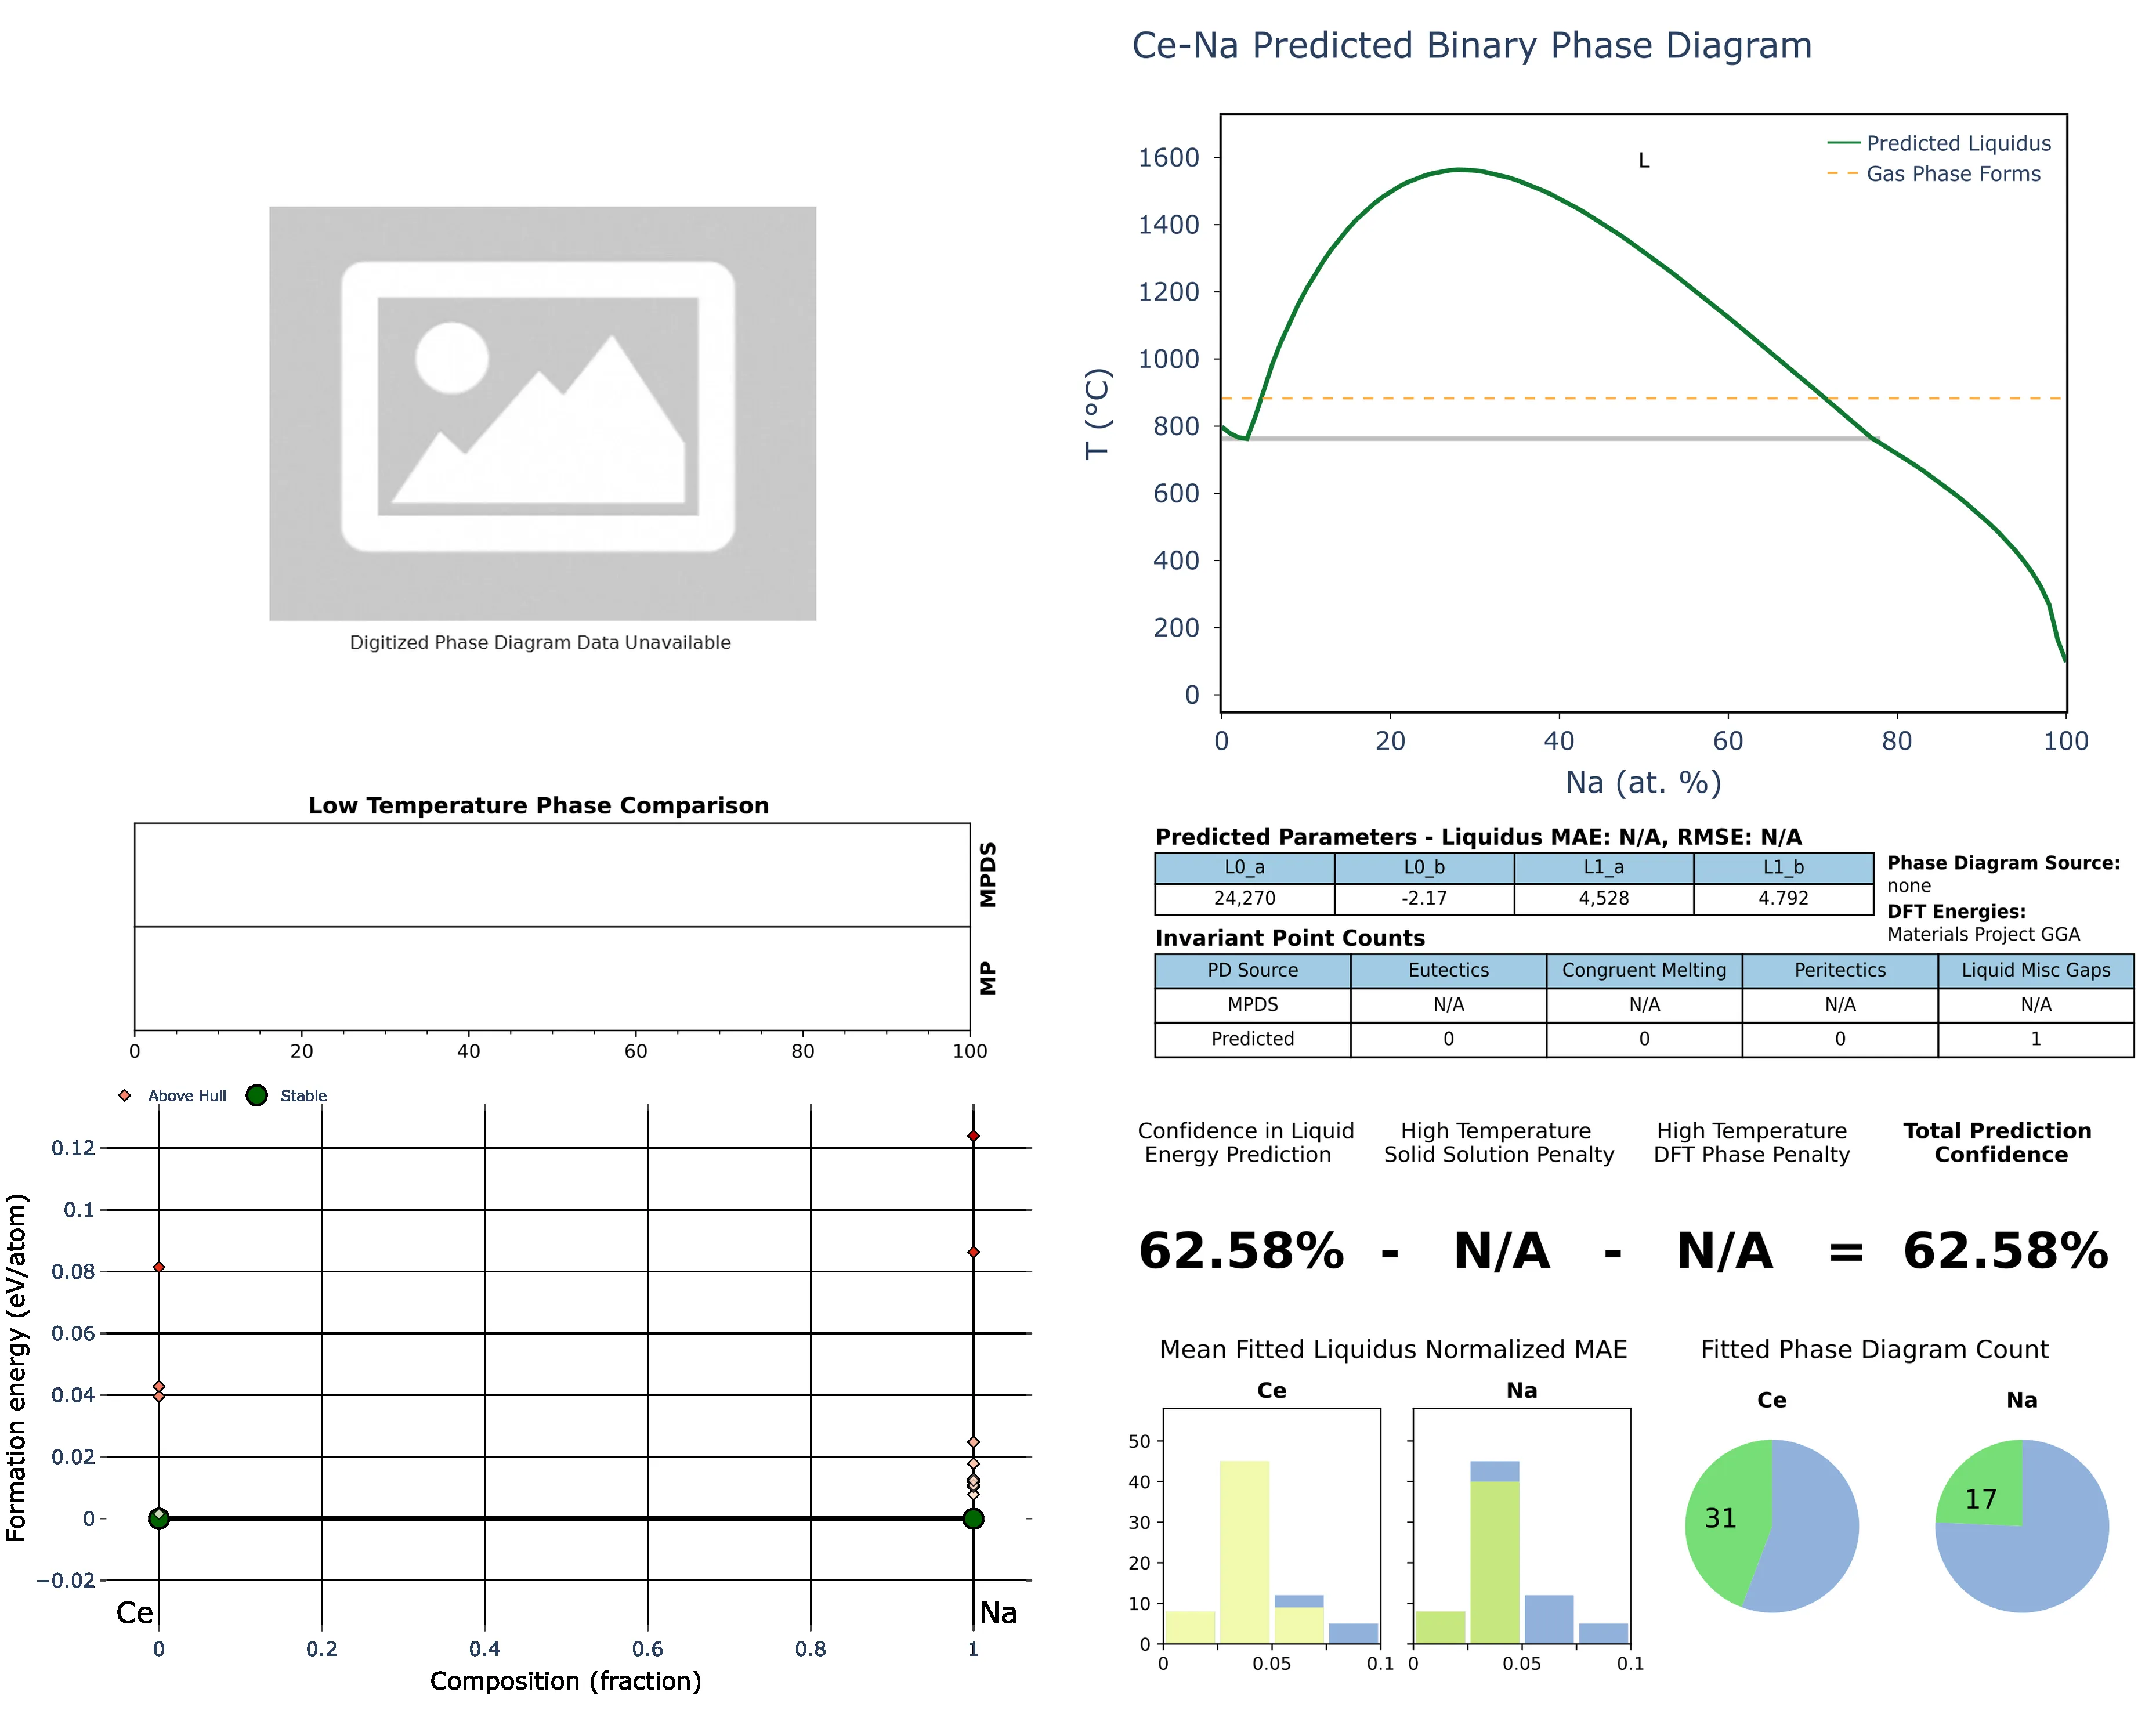 Ce-Na Predicted Binary Phase Diagram
Digitized Phase Diagram Data Unavailable
1600
1400
1200
1000
800
600
400
200
0
T (°C)
L
Predicted Liquidus
Gas Phase Forms
0 20 40 60 80 100
Na (at. %)
Low Temperature Phase Comparison
MPDS
MP
0 20 40 60 80 100
Predicted Parameters - Liquidus MAE: N/A, RMSE: N/A
L0_a L0_b L1_a L1_b
24,270 -2.17 4,528 4.792
Phase Diagram Source:
none
DFT Energies:
Materials Project GGA
Invariant Point Counts
PD Source Eutectics Congruent Melting Peritectics Liquid Misc Gaps
MPDS N/A N/A N/A N/A
Predicted 0 0 0 1
Above Hull Stable
0.12
0.1
0.08
0.06
0.04
0.02
0
−0.02
Formation energy (eV/atom)
Ce Na
0 0.2 0.4 0.6 0.8 1
Composition (fraction)
Confidence in Liquid
Energy Prediction
High Temperature
Solid Solution Penalty
High Temperature
DFT Phase Penalty
Total Prediction
Confidence
62.58% - N/A - N/A = 62.58%
Mean Fitted Liquidus Normalized MAE
Ce Na
50
40
30
20
10
0
0 0.05 0.1 0 0.05 0.1
Fitted Phase Diagram Count
Ce Na
31 17